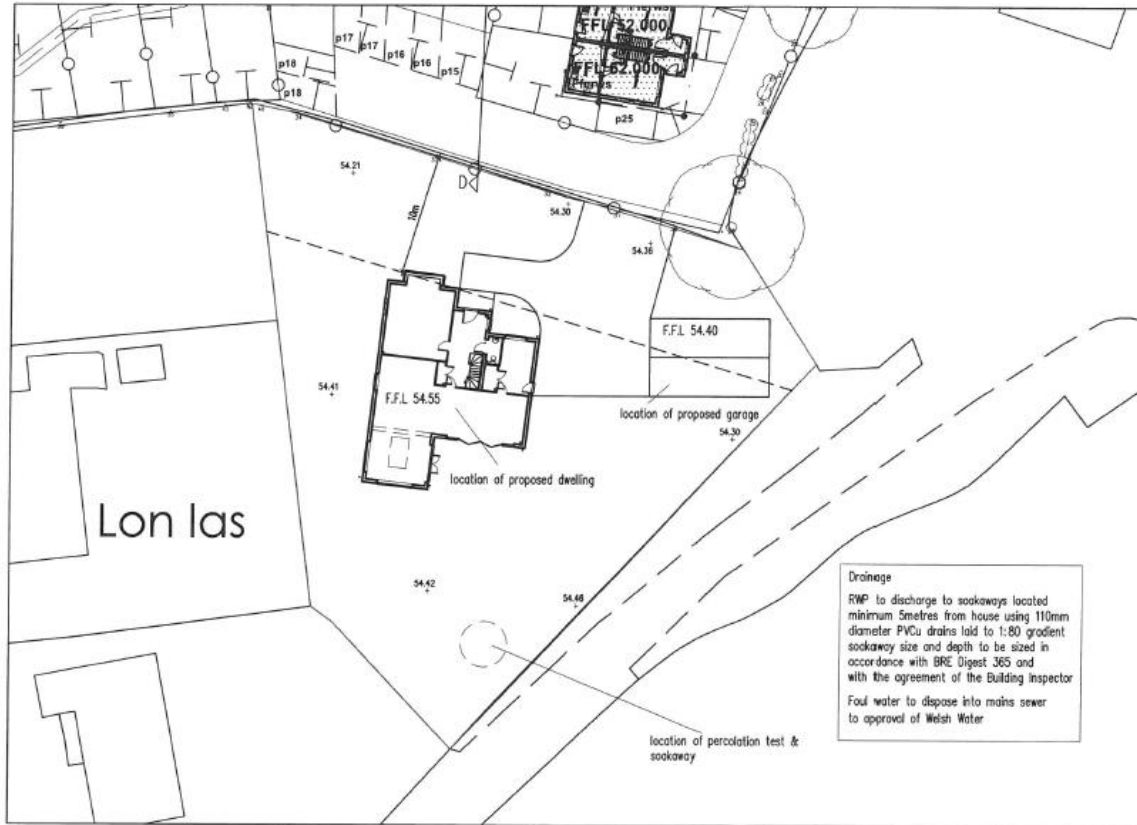 FFL 52.000
FFL 52.000
p17
p17
p16
p16
p15
p18
p18
p25
54.21
D
54.30
10m
54.36
F.F.L 54.40
54.41
F.F.L 54.55
location of proposed garage
54.30
location of proposed dwelling
Lon las
54.42
54.46
Drainage
RWP to discharge to soakaways located
minimum 5metres from house using 110mm
diameter PVCu drains laid to 1:80 gradient
soakaway size and depth to be sized in
accordance with BRE Digest 365 and
with the agreement of the Building Inspector
Foul water to dispose into mains sewer
to approval of Welsh Water
location of percolation test &
soakaway